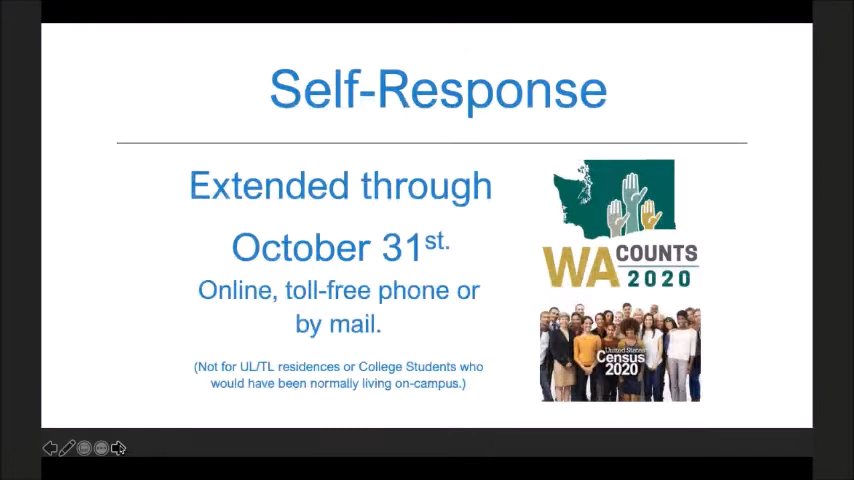 Self-Response
Extended through
October 31st.
Online, toll-free phone or
by mail.
(Not for UL/TL residences or College Students who
would have been normally living on-campus.)
WA COUNTS
2020
United States
Census
2020